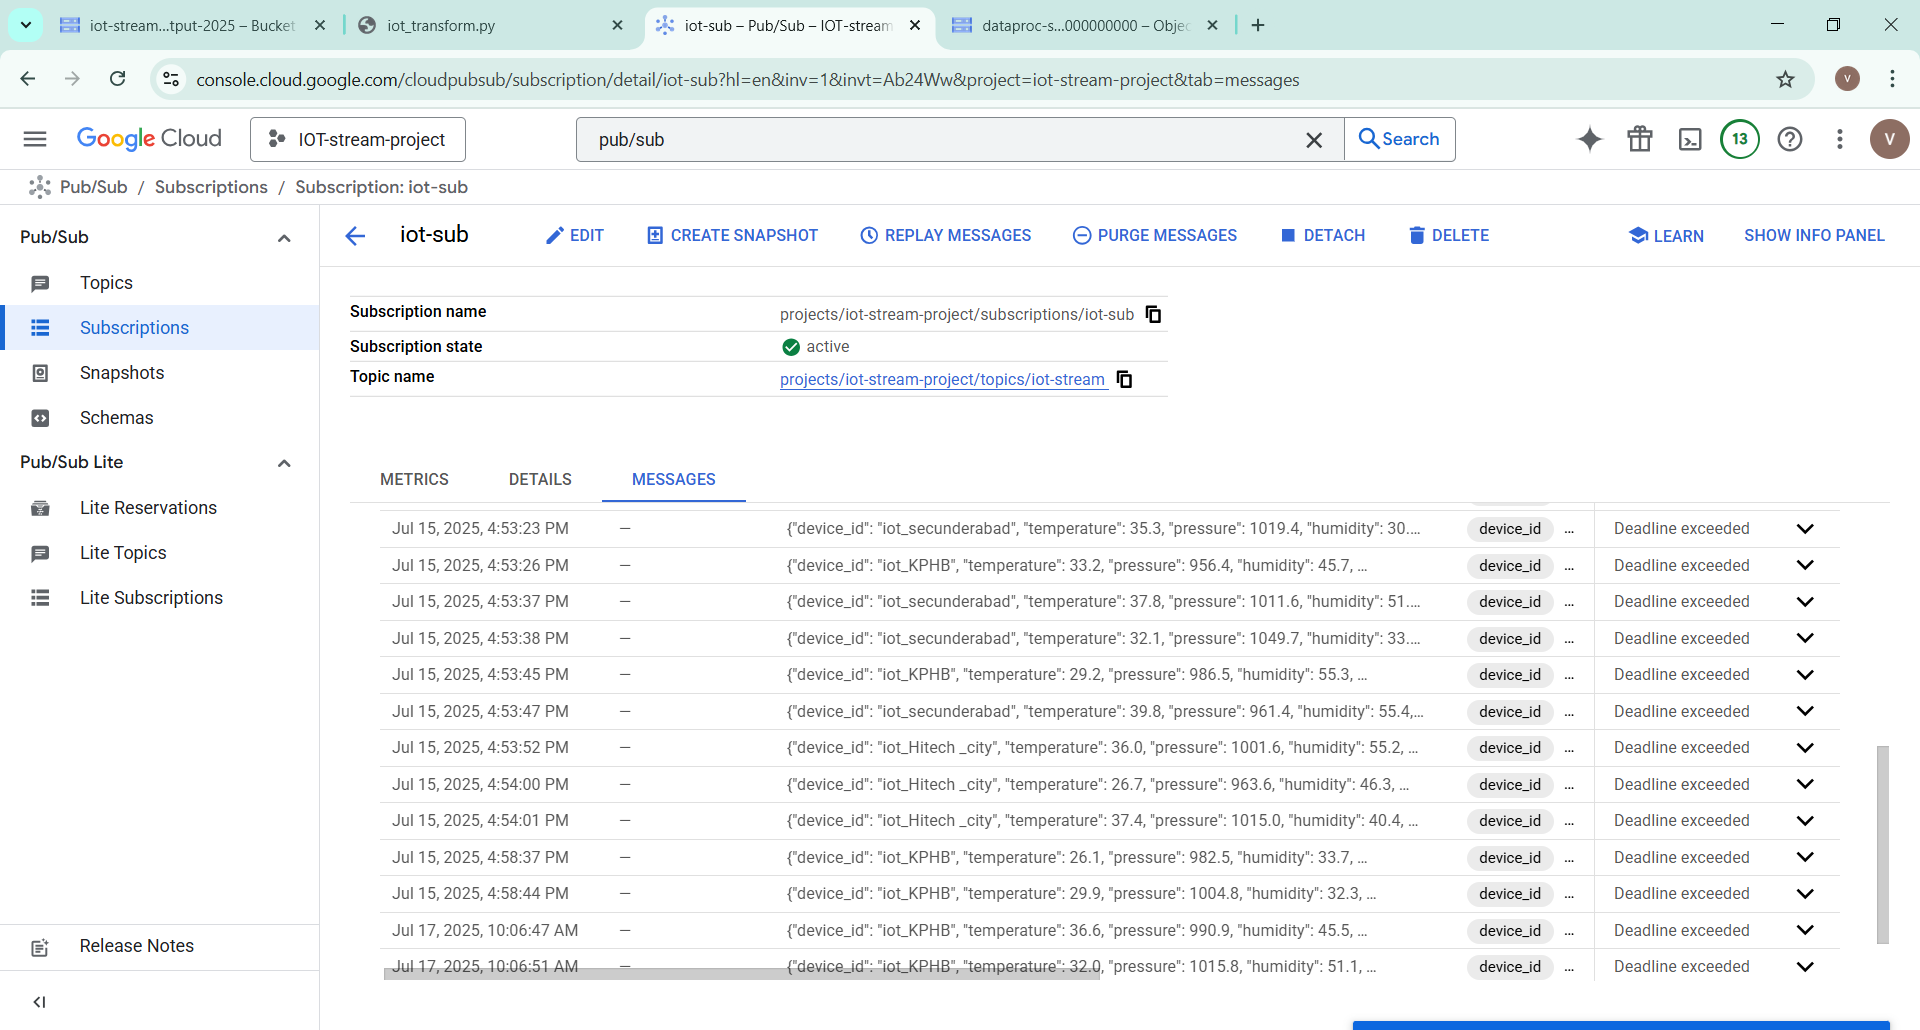 iot-stream...tput-2025 – Bucket
iot_transform.py
iot-sub – Pub/Sub – IOT-stream
dataproc-s...000000000 – Objec
console.cloud.google.com/cloudpubsub/subscription/detail/iot-sub?hl=en&inv=1&invt=Ab24Ww&project=iot-stream-project&tab=messages
V
Google Cloud
IOT-stream-project
pub/sub
Search
13
V
Pub/Sub / Subscriptions / Subscription: iot-sub
Pub/Sub
Topics
Subscriptions
Snapshots
Schemas
Pub/Sub Lite
Lite Reservations
Lite Topics
Lite Subscriptions
Release Notes
iot-sub
EDIT
CREATE SNAPSHOT
REPLAY MESSAGES
PURGE MESSAGES
DETACH
DELETE
LEARN
SHOW INFO PANEL
Subscription name projects/iot-stream-project/subscriptions/iot-sub
Subscription state active
Topic name projects/iot-stream-project/topics/iot-stream
METRICS DETAILS MESSAGES
Jul 15, 2025, 4:53:23 PM — {"device_id": "iot_secunderabad", "temperature": 35.3, "pressure": 1019.4, "humidity": 30.... device_id ... Deadline exceeded
Jul 15, 2025, 4:53:26 PM — {"device_id": "iot_KPHB", "temperature": 33.2, "pressure": 956.4, "humidity": 45.7, ... device_id ... Deadline exceeded
Jul 15, 2025, 4:53:37 PM — {"device_id": "iot_secunderabad", "temperature": 37.8, "pressure": 1011.6, "humidity": 51.... device_id ... Deadline exceeded
Jul 15, 2025, 4:53:38 PM — {"device_id": "iot_secunderabad", "temperature": 32.1, "pressure": 1049.7, "humidity": 33.... device_id ... Deadline exceeded
Jul 15, 2025, 4:53:45 PM — {"device_id": "iot_KPHB", "temperature": 29.2, "pressure": 986.5, "humidity": 55.3, ... device_id ... Deadline exceeded
Jul 15, 2025, 4:53:47 PM — {"device_id": "iot_secunderabad", "temperature": 39.8, "pressure": 961.4, "humidity": 55.4,... device_id ... Deadline exceeded
Jul 15, 2025, 4:53:52 PM — {"device_id": "iot_Hitech _city", "temperature": 36.0, "pressure": 1001.6, "humidity": 55.2, ... device_id ... Deadline exceeded
Jul 15, 2025, 4:54:00 PM — {"device_id": "iot_Hitech _city", "temperature": 26.7, "pressure": 963.6, "humidity": 46.3, ... device_id ... Deadline exceeded
Jul 15, 2025, 4:54:01 PM — {"device_id": "iot_Hitech _city", "temperature": 37.4, "pressure": 1015.0, "humidity": 40.4, ... device_id ... Deadline exceeded
Jul 15, 2025, 4:58:37 PM — {"device_id": "iot_KPHB", "temperature": 26.1, "pressure": 982.5, "humidity": 33.7, ... device_id ... Deadline exceeded
Jul 15, 2025, 4:58:44 PM — {"device_id": "iot_KPHB", "temperature": 29.9, "pressure": 1004.8, "humidity": 32.3, ... device_id ... Deadline exceeded
Jul 17, 2025, 10:06:47 AM — {"device_id": "iot_KPHB", "temperature": 36.6, "pressure": 990.9, "humidity": 45.5, ... device_id ... Deadline exceeded
Jul 17, 2025, 10:06:51 AM — {"device_id": "iot_KPHB", "temperature": 32.0, "pressure": 1015.8, "humidity": 51.1, ... device_id ... Deadline exceeded